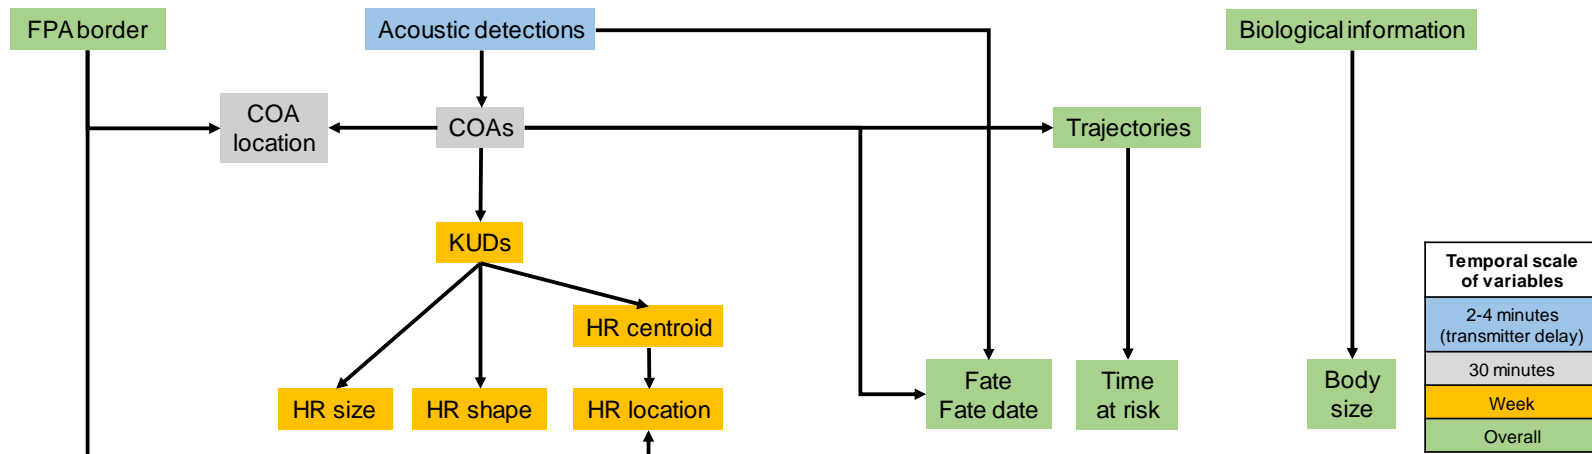 FPA border
Acoustic detections
Biological information
COA
location
COAs
Trajectories
KUDs
HR centroid
HR size
HR shape
HR location
Fate
Fate date
Time
at risk
Body
size
Temporal scale
of variables
2-4 minutes
(transmitter delay)
30 minutes
Week
Overall